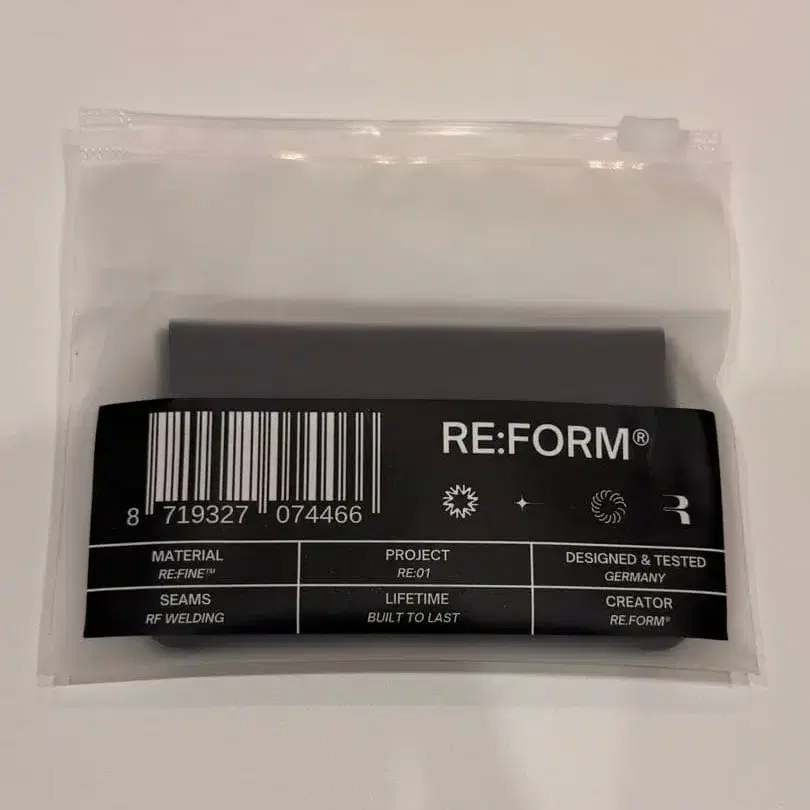 RE:FORM®
8 719327 074466
MATERIAL
RE:FINE™
PROJECT
RE:01
DESIGNED & TESTED
GERMANY
SEAMS
RF WELDING
LIFETIME
BUILT TO LAST
CREATOR
RE.FORM®